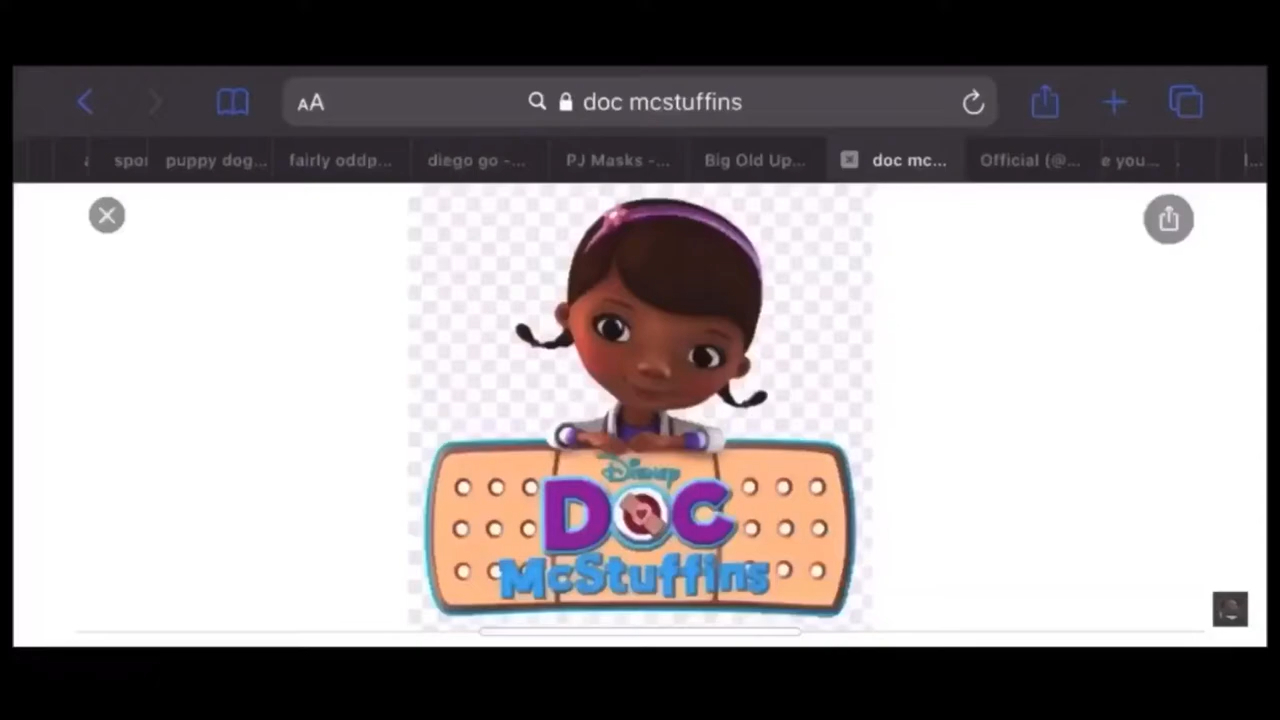 AA doc mcstuffins
spoi puppy dog... fairly oddp... diego go -... PJ Masks -... Big Old Up... doc mc... Official (@... e you... . l...
Disney
DOC
McStuffins